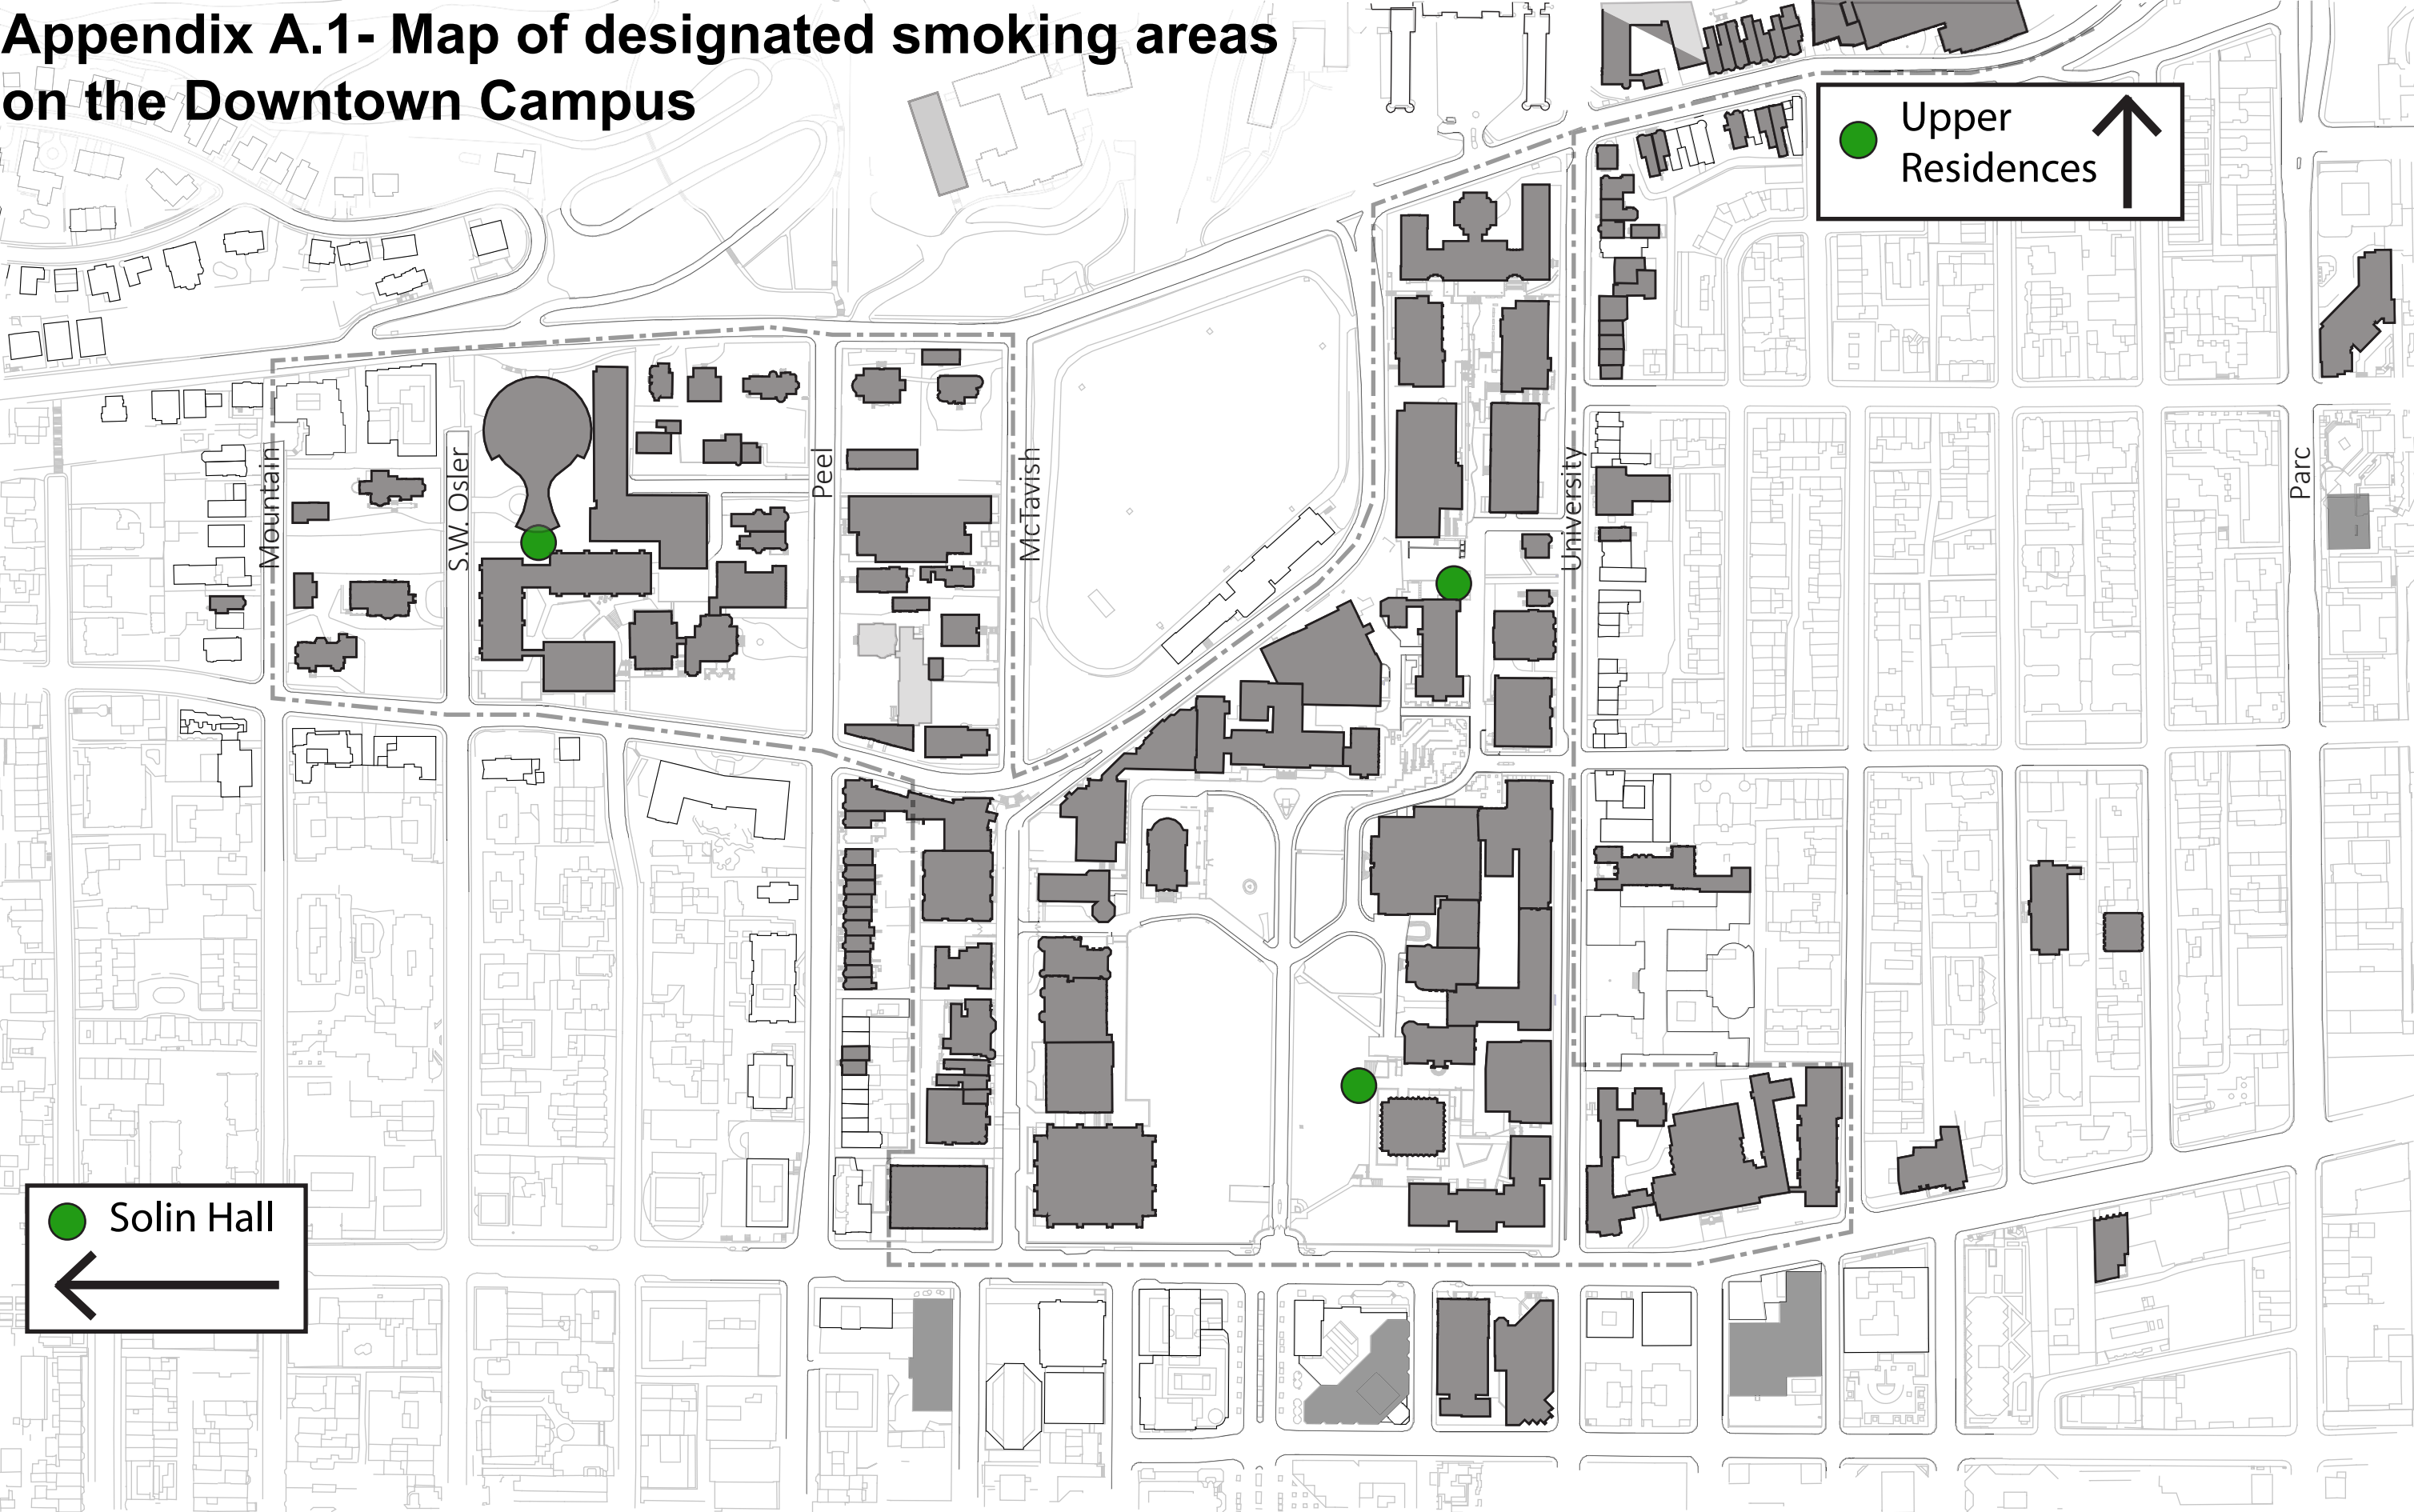 Appendix A.1- Map of designated smoking areas
on the Downtown Campus
Upper
Residences
Mountain
S.W. Osler
Peel
McTavish
University
Parc
Solin Hall